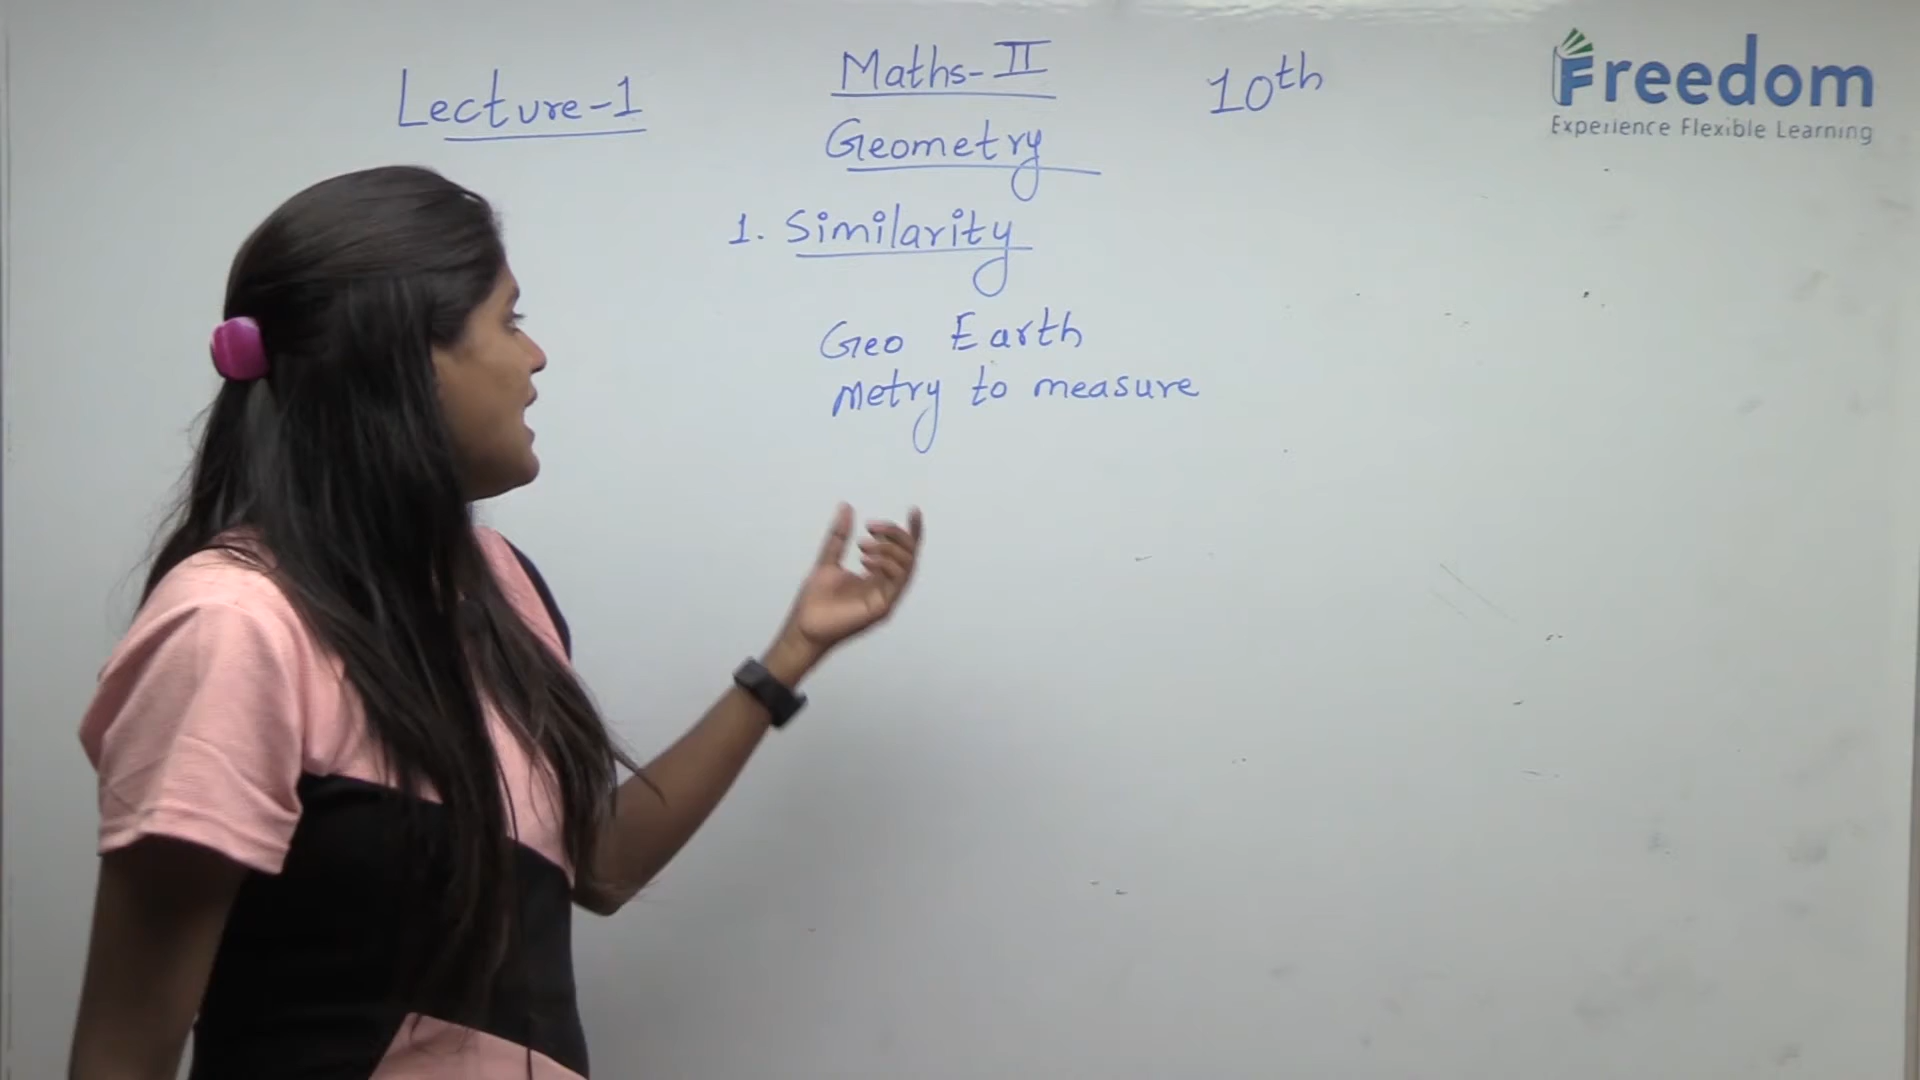 Lecture-1
Maths-II
10th
Geometry
1. Similarity
Geo Earth
Metry to measure
Freedom
Experience Flexible Learning